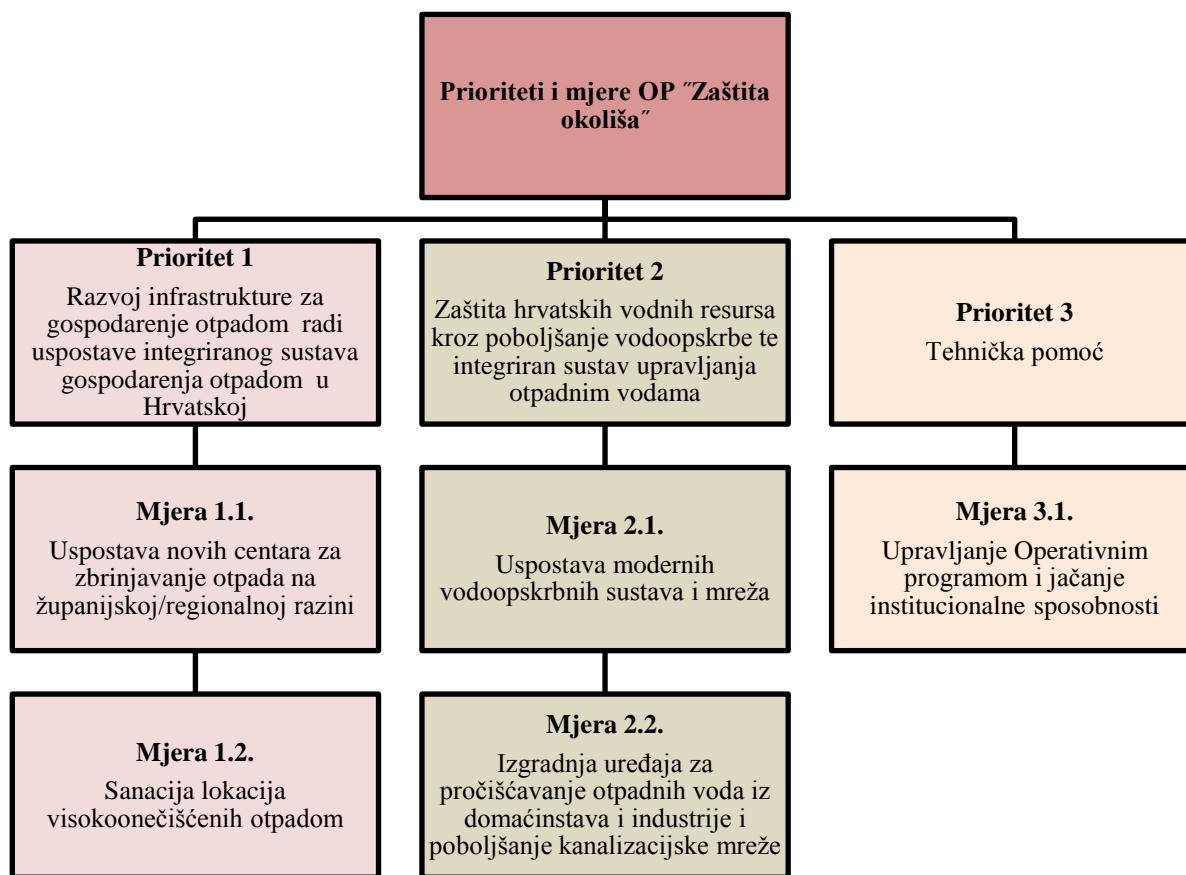 Prioriteti i mjere OP ˝Zaštita
okoliša˝
Prioritet 1
Razvoj infrastrukture za
gospodarenje otpadom radi
uspostave integriranog sustava
gospodarenja otpadom u
Hrvatskoj
Mjera 1.1.
Uspostava novih centara za
zbrinjavanje otpada na
županijskoj/regionalnoj razini
Mjera 1.2.
Sanacija lokacija
visokoonečišćenih otpadom
Prioritet 2
Zaštita hrvatskih vodnih resursa
kroz poboljšanje vodoopskrbe te
integriran sustav upravljanja
otpadnim vodama
Mjera 2.1.
Uspostava modernih
vodoopskrbnih sustava i mreža
Mjera 2.2.
Izgradnja uređaja za
pročišćavanje otpadnih voda iz
domaćinstava i industrije i
poboljšanje kanalizacijske mreže
Prioritet 3
Tehnička pomoć
Mjera 3.1.
Upravljanje Operativnim
programom i jačanje
institucionalne sposobnosti